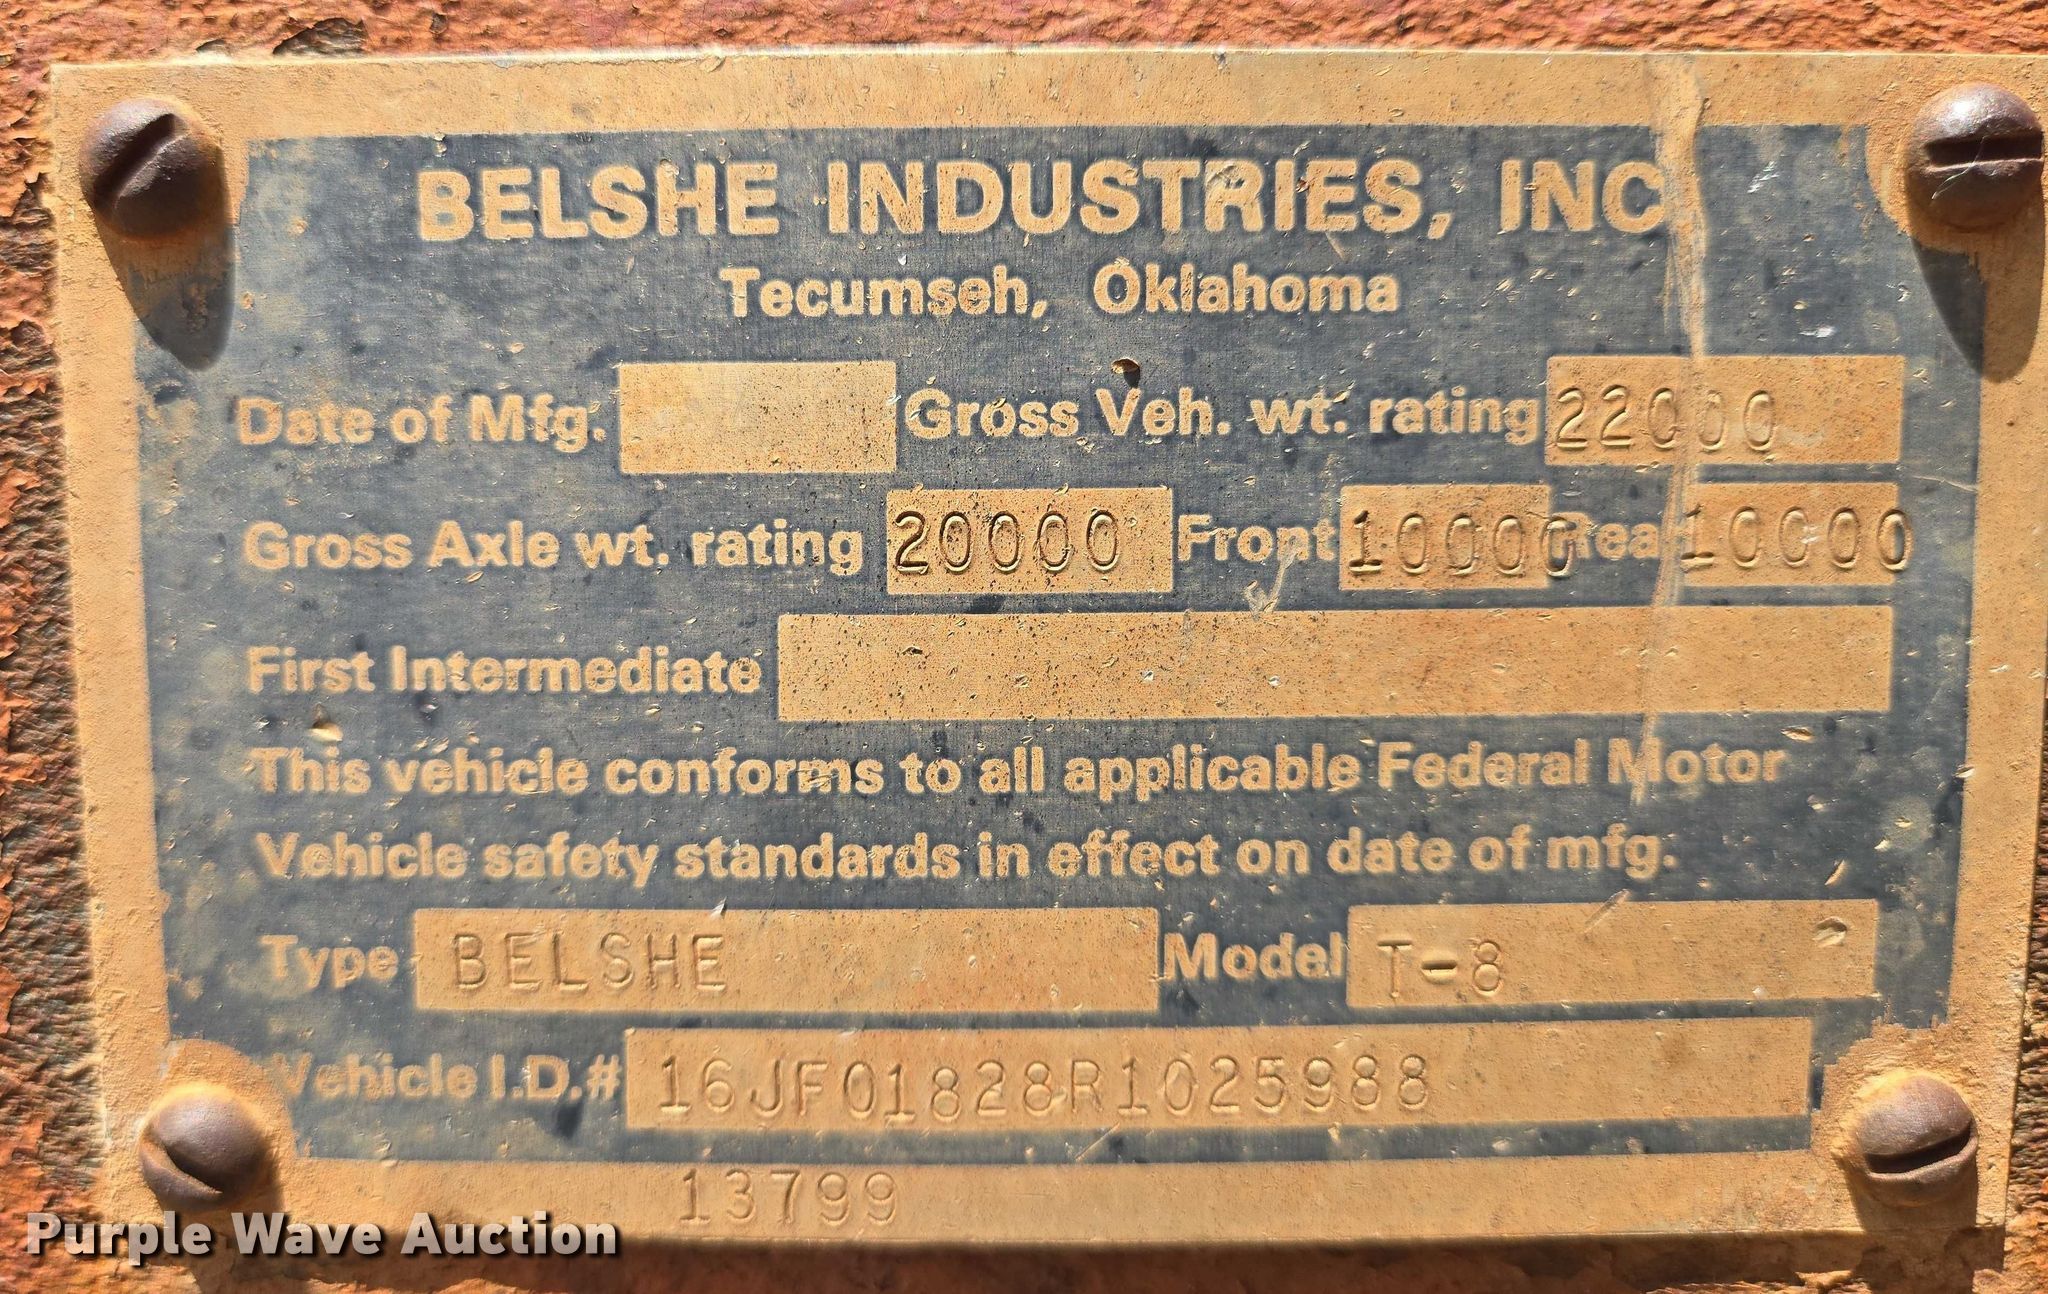 BELSHE INDUSTRIES, INC
Tecumseh, Oklahoma
Date of Mfg. Gross Veh. wt. rating 22000
Gross Axle wt. rating 20000 Front 10000 Rea 10000
First Intermediate
This vehicle conforms to all applicable Federal Motor
Vehicle safety standards in effect on date of mfg.
Type BELSHE Model T-8
Vehicle I.D.# 16JF01828R1025988
13799
Purple Wave Auction